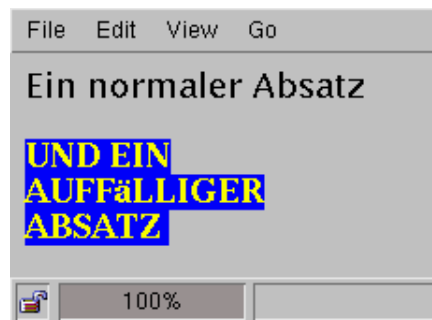 File Edit View Go
Ein normaler Absatz
UND EIN
AUFFäLLIGER
ABSATZ
100%